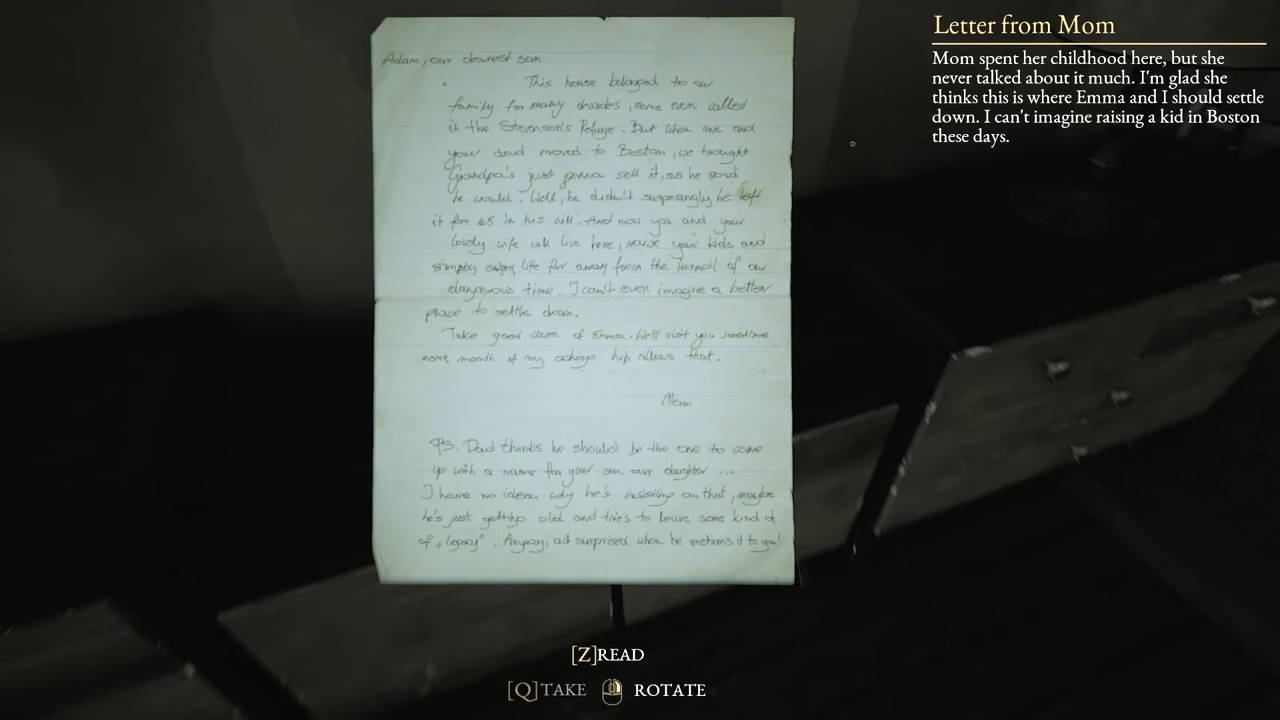 Adam, our dearest son.
This house belonged to our
family for many decades, some even called
it the Stevenson's Refuge. But when me and
your dad moved to Boston, we thought
Grandpa's just gonna sell it, as he said
he would. Well, he didn't surprisingly he left
it for us in his will. And now you and your
lovely wife will live here, raise your kids and
simply enjoy life far away from the turmoil of our
dangerous time. I can't even imagine a better
place to settle down.
Take good care of Emma. We'll visit you sometime
next month if my aching hip allows that.
Mom
PS. Dad thinks he should be the one to come
up with a name for your son our daughter ...
I have no idea why he's insisting on that, maybe
he's just getting old and tries to leave some kind of
of „legacy". Anyway, act surprised when he mentions it to you!
Letter from Mom
Mom spent her childhood here, but she
never talked about it much. I'm glad she
thinks this is where Emma and I should settle
down. I can't imagine raising a kid in Boston
these days.
[Z]READ
[Q]TAKE ROTATE